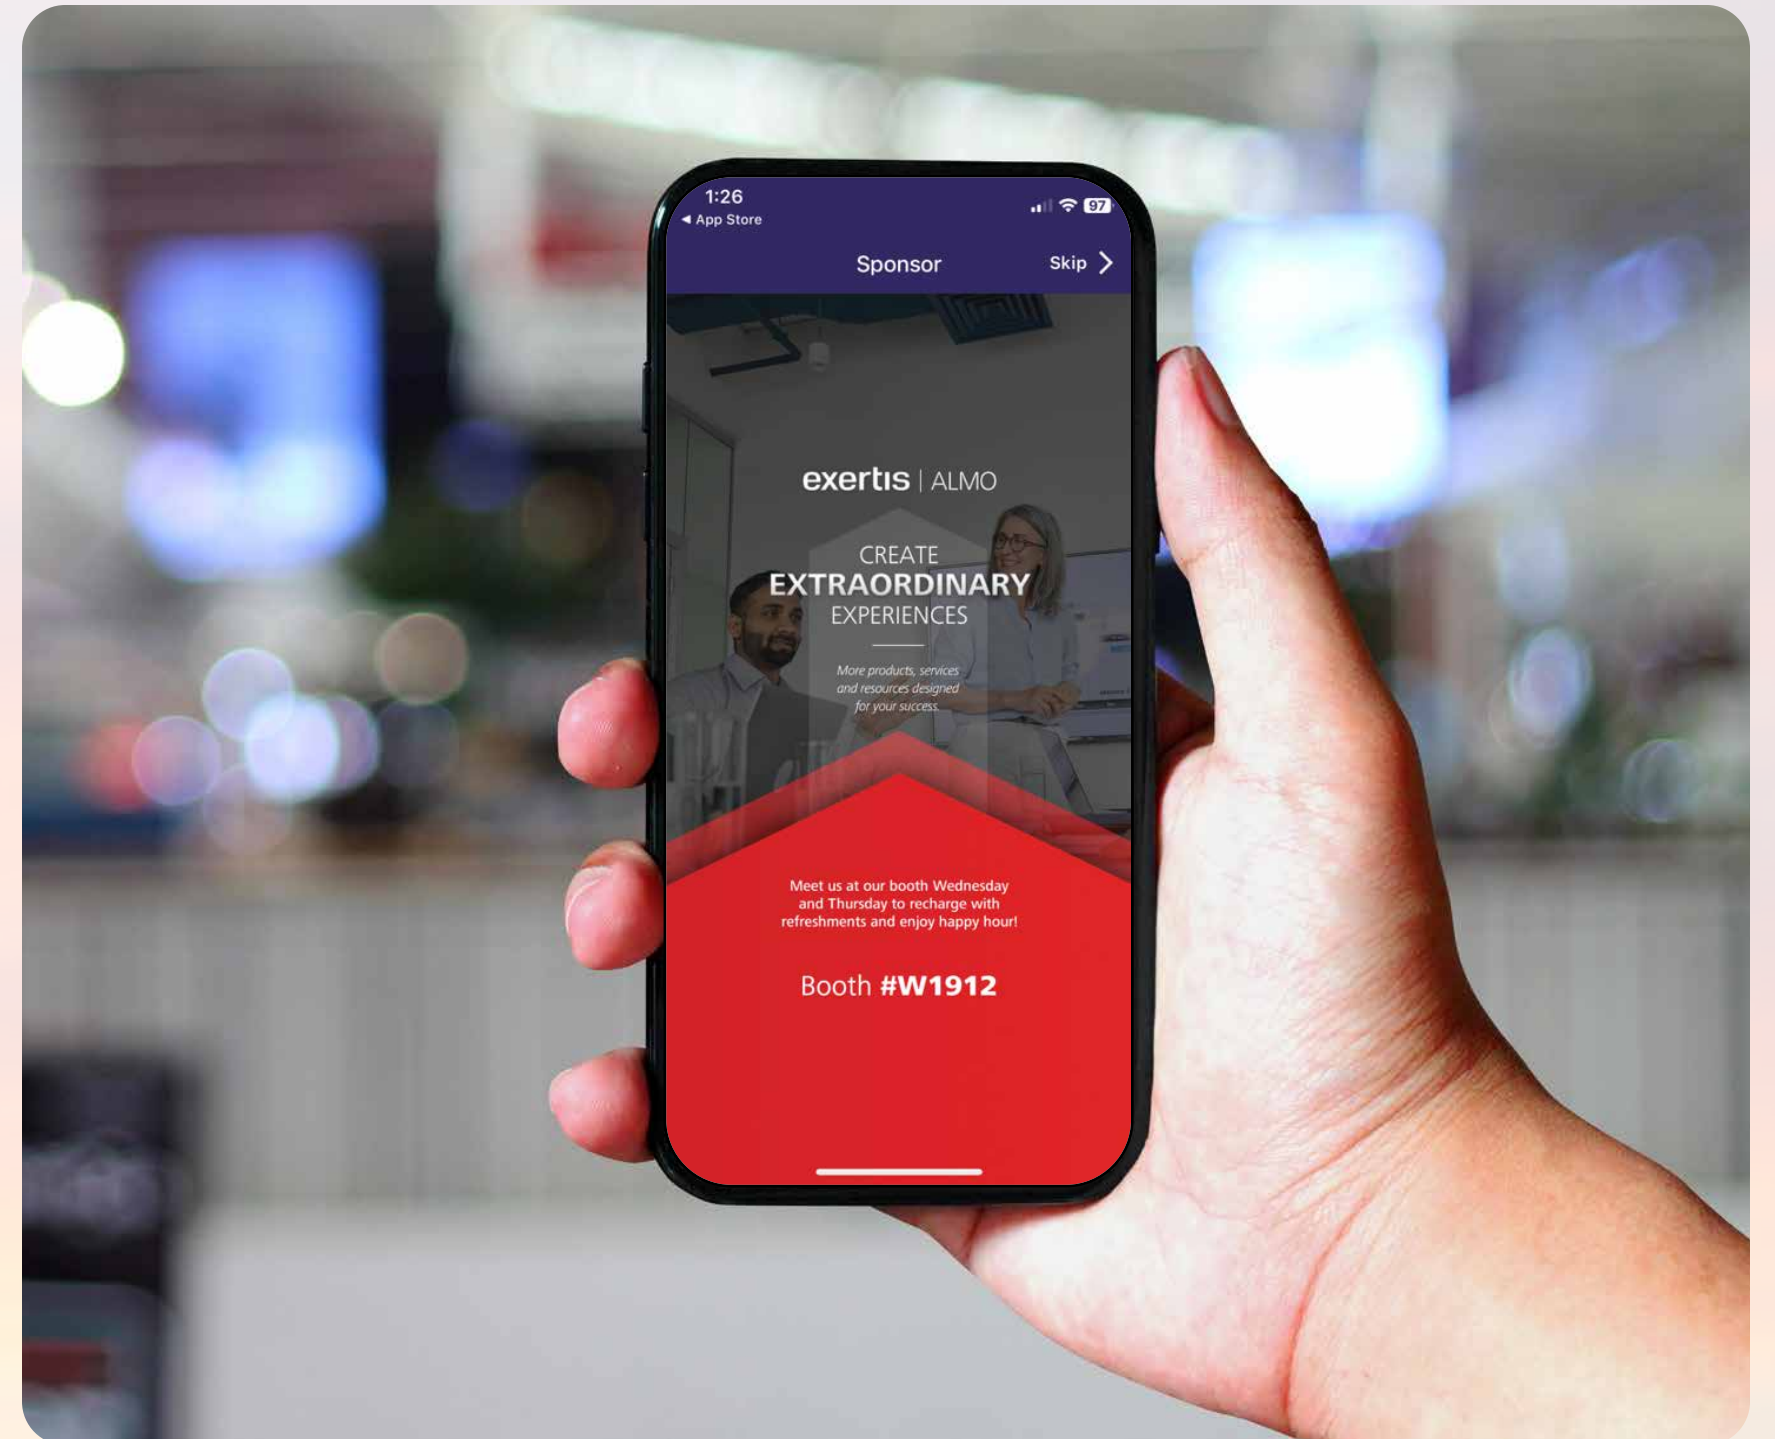 1:26
97
◄ App Store
Sponsor
Skip
exertis | ALMO
CREATE
EXTRAORDINARY
EXPERIENCES
More products, services
and resources designed
for your success.
Meet us at our booth Wednesday
and Thursday to recharge with
refreshments and enjoy happy hour!
Booth #W1912